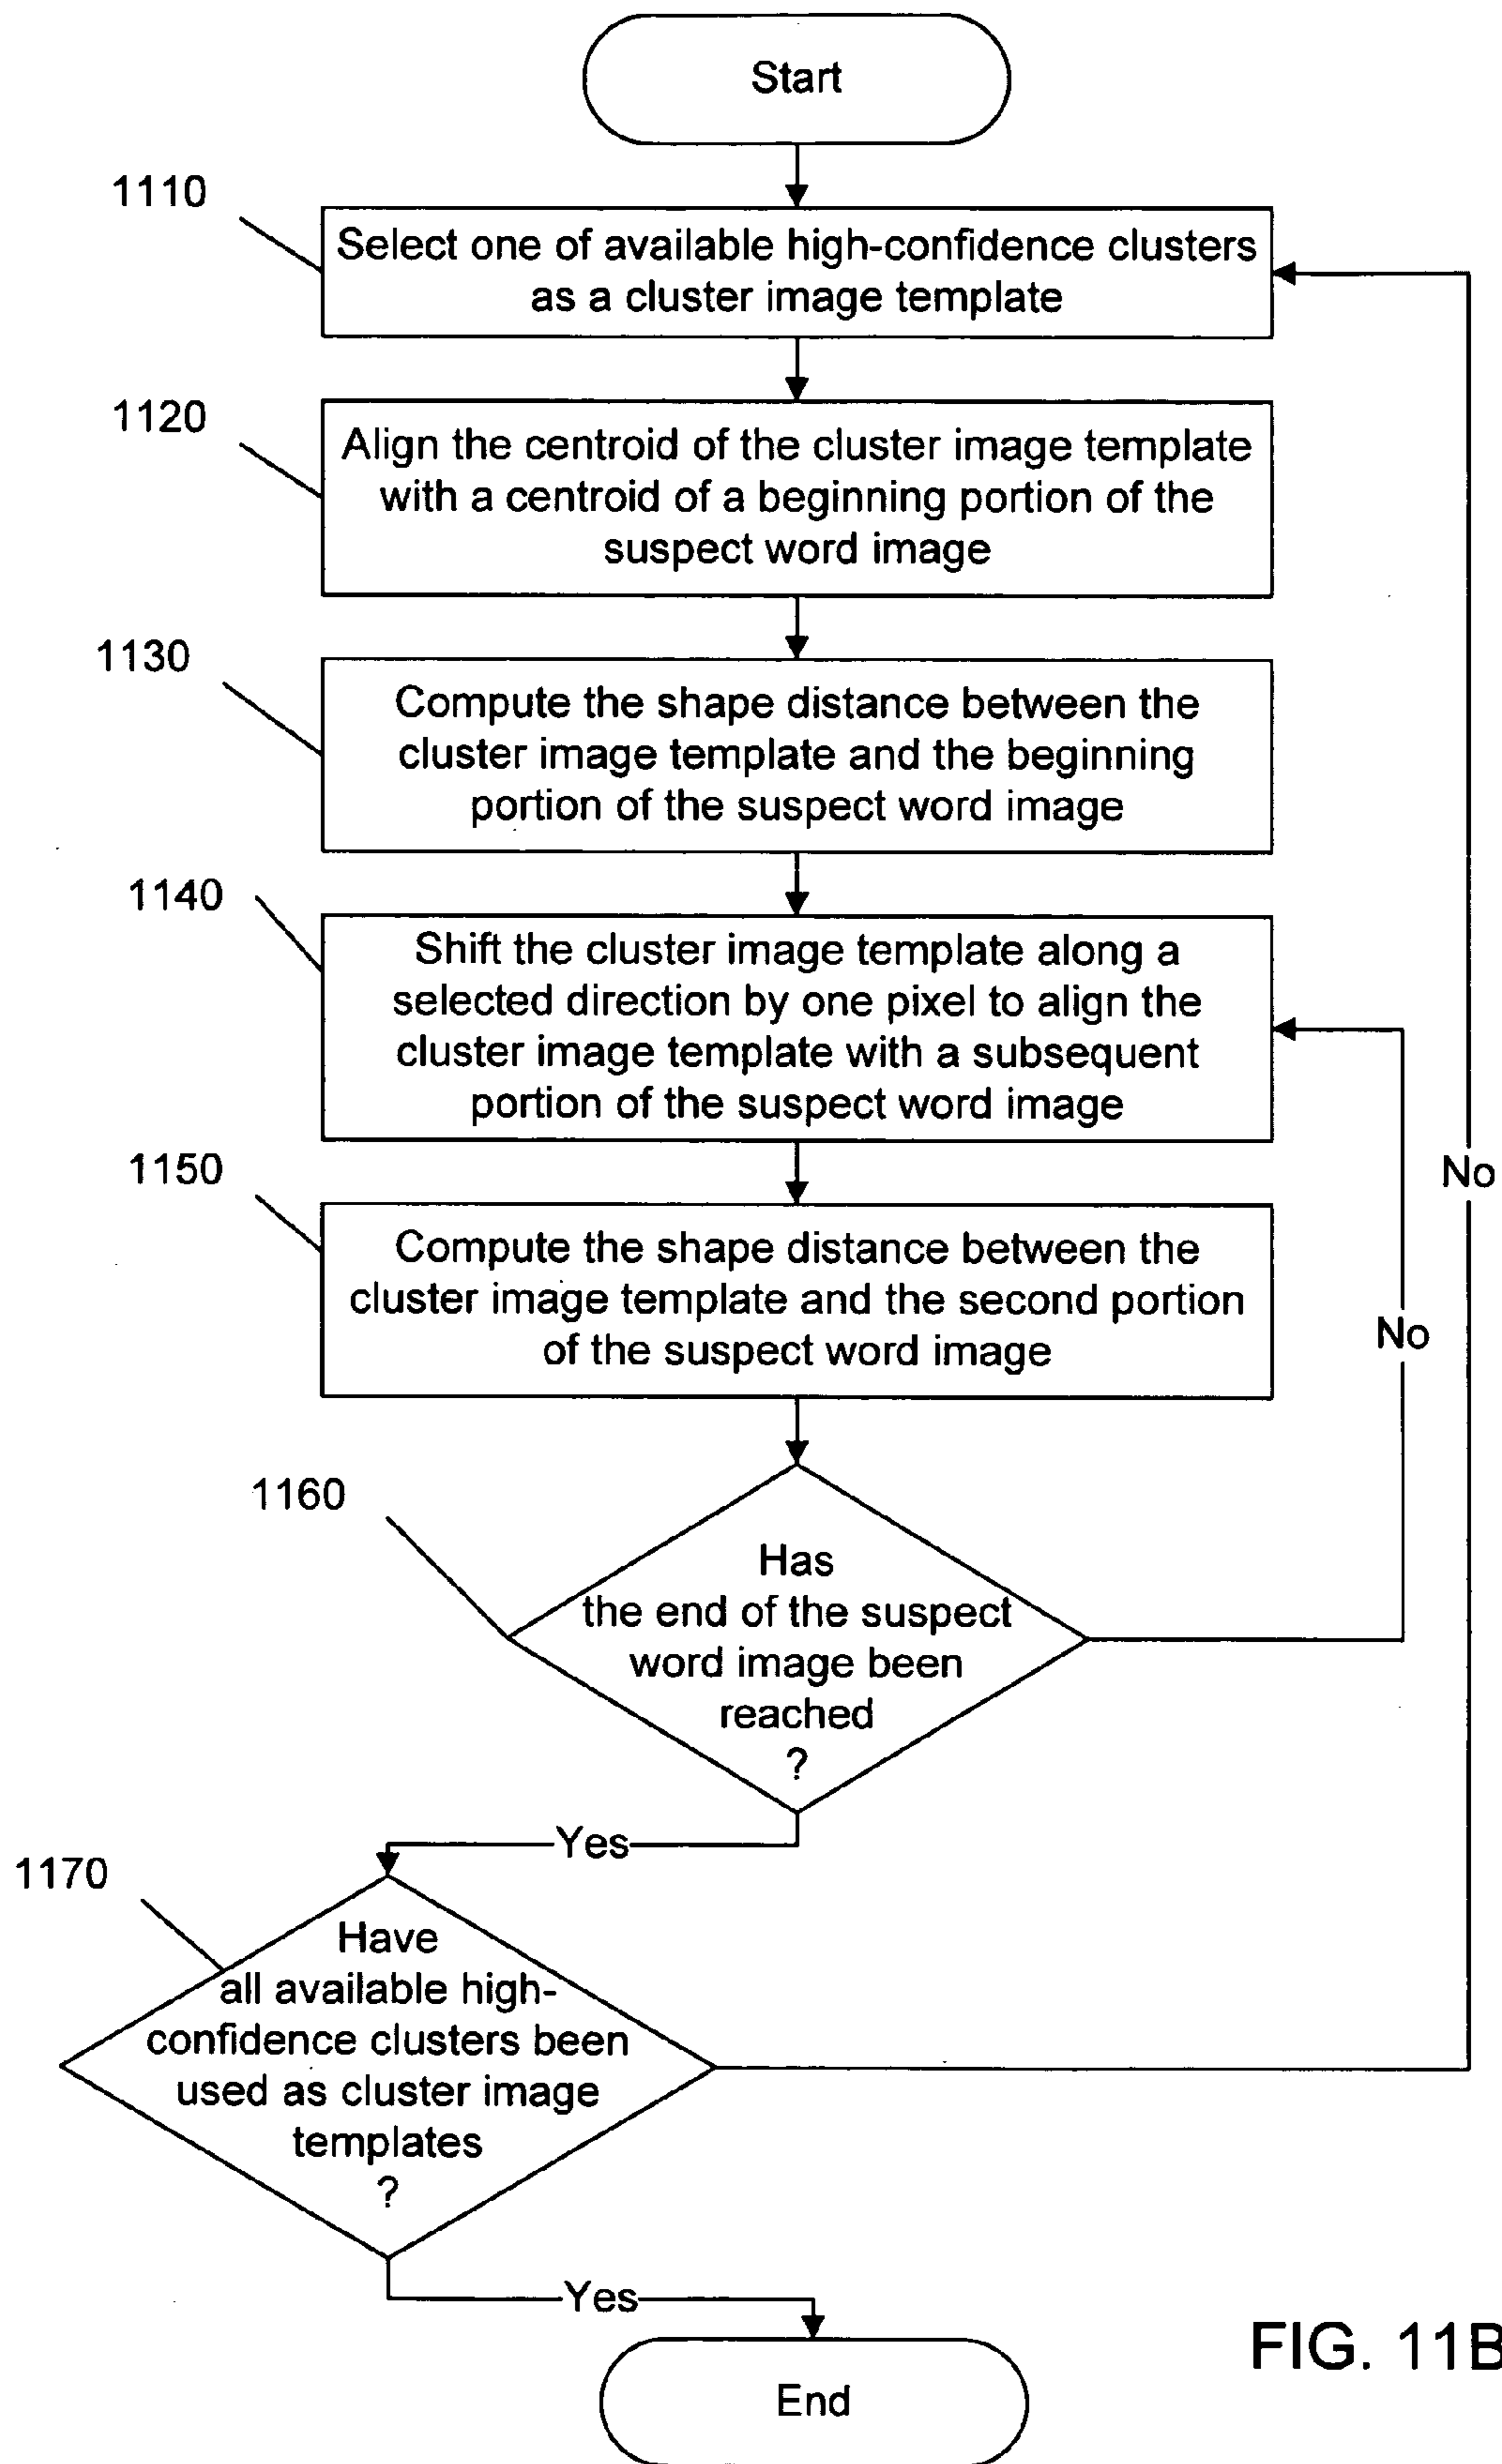 Start
1110
Select one of available high-confidence clusters
as a cluster image template
1120
Align the centroid of the cluster image template
with a centroid of a beginning portion of the
suspect word image
1130
Compute the shape distance between the
cluster image template and the beginning
portion of the suspect word image
1140
Shift the cluster image template along a
selected direction by one pixel to align the
cluster image template with a subsequent
portion of the suspect word image
No
1150
Compute the shape distance between the
cluster image template and the second portion
of the suspect word image
No
1160
Has
the end of the suspect
word image been
reached
?
Yes
1170
Have
all available high-
confidence clusters been
used as cluster image
templates
?
Yes
End
FIG. 11B